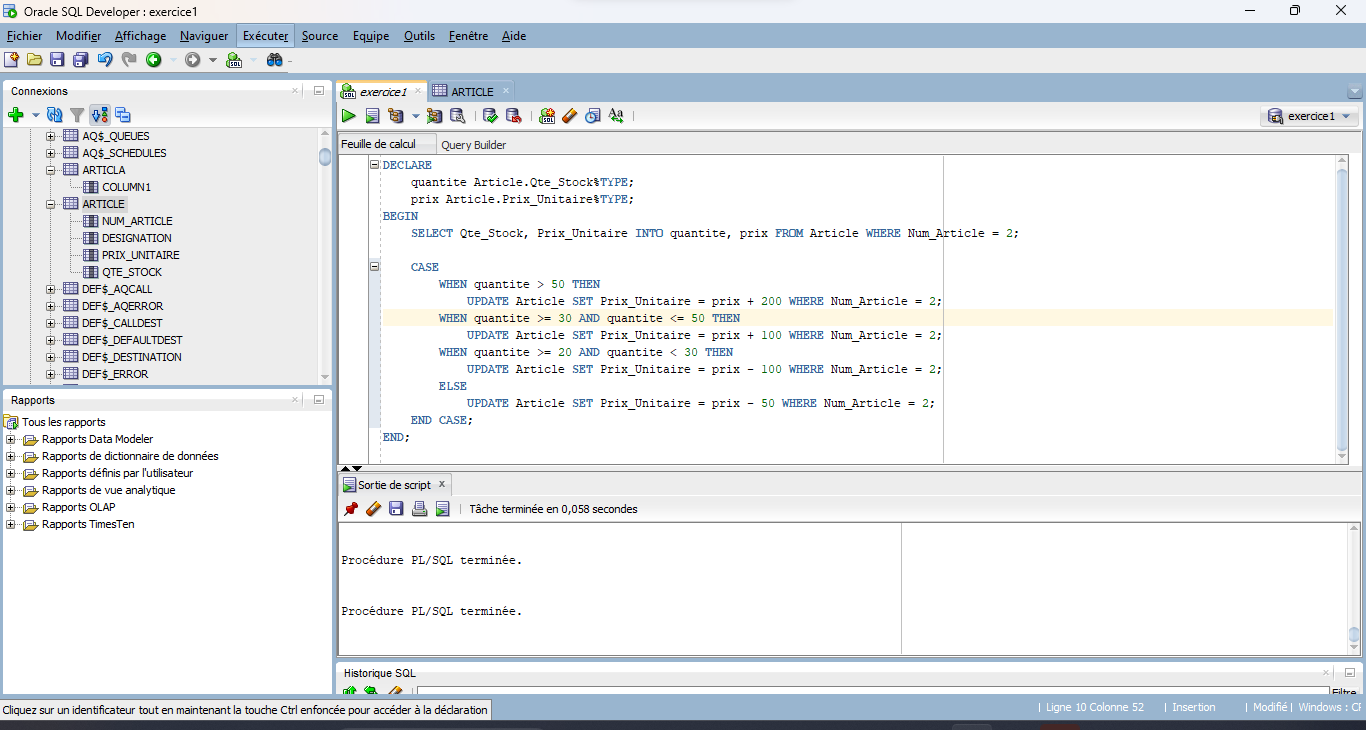 Oracle SQL Developer : exercice1
Fichier Modifier Affichage Naviguer Exécuter Source Equipe Outils Fenêtre Aide
Connexions
AQ$_QUEUES
AQ$_SCHEDULES
ARTICLA
COLUMN1
ARTICLE
NUM_ARTICLE
DESIGNATION
PRIX_UNITAIRE
QTE_STOCK
DEF$_AQCALL
DEF$_AQERROR
DEF$_CALLDEST
DEF$_DEFAULTDEST
DEF$_DESTINATION
DEF$_ERROR
Rapports
Tous les rapports
Rapports Data Modeler
Rapports de dictionnaire de données
Rapports définis par l'utilisateur
Rapports de vue analytique
Rapports OLAP
Rapports TimesTen
exercice1 ARTICLE
exercice1
Feuille de calcul Query Builder
DECLARE
    quantite Article.Qte_Stock%TYPE;
    prix Article.Prix_Unitaire%TYPE;
BEGIN
    SELECT Qte_Stock, Prix_Unitaire INTO quantite, prix FROM Article WHERE Num_Article = 2;
    CASE
        WHEN quantite > 50 THEN
            UPDATE Article SET Prix_Unitaire = prix + 200 WHERE Num_Article = 2;
        WHEN quantite >= 30 AND quantite <= 50 THEN
            UPDATE Article SET Prix_Unitaire = prix + 100 WHERE Num_Article = 2;
        WHEN quantite >= 20 AND quantite < 30 THEN
            UPDATE Article SET Prix_Unitaire = prix - 100 WHERE Num_Article = 2;
        ELSE
            UPDATE Article SET Prix_Unitaire = prix - 50 WHERE Num_Article = 2;
    END CASE;
END;
Sortie de script
Tâche terminée en 0,058 secondes
Procédure PL/SQL terminée.
Procédure PL/SQL terminée.
Historique SQL
Filtre
Cliquez sur un identificateur tout en maintenant la touche Ctrl enfoncée pour accéder à la déclaration
Ligne 10 Colonne 52 Insertion Modifié Windows :